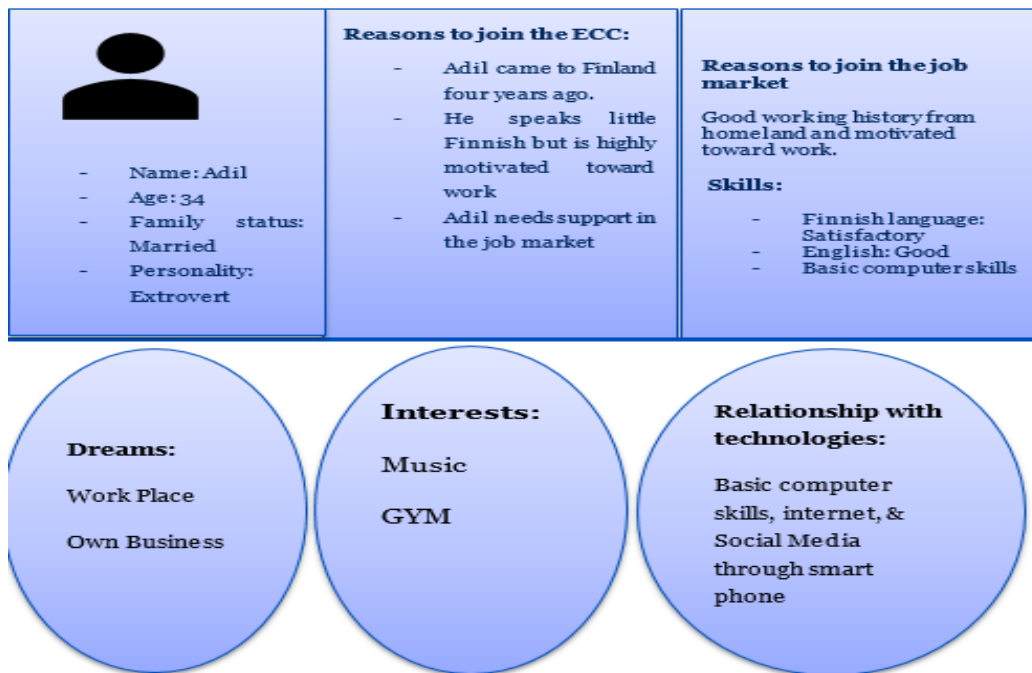 - Name: Adil
- Age: 34
- Family status:
Married
- Personality:
Extrovert
Reasons to join the ECC:
- Adil came to Finland
four years ago.
- He speaks little
Finnish but is highly
motivated toward
work
- Adil needs support in
the job market
Reasons to join the job
market
Good working history from
homeland and motivated
toward work.
Skills:
- Finnish language:
Satisfactory
- English: Good
- Basic computer skills
Dreams:
Work Place
Own Business
Interests:
Music
GYM
Relationship with
technologies:
Basic computer
skills, internet, &
Social Media
through smart
phone